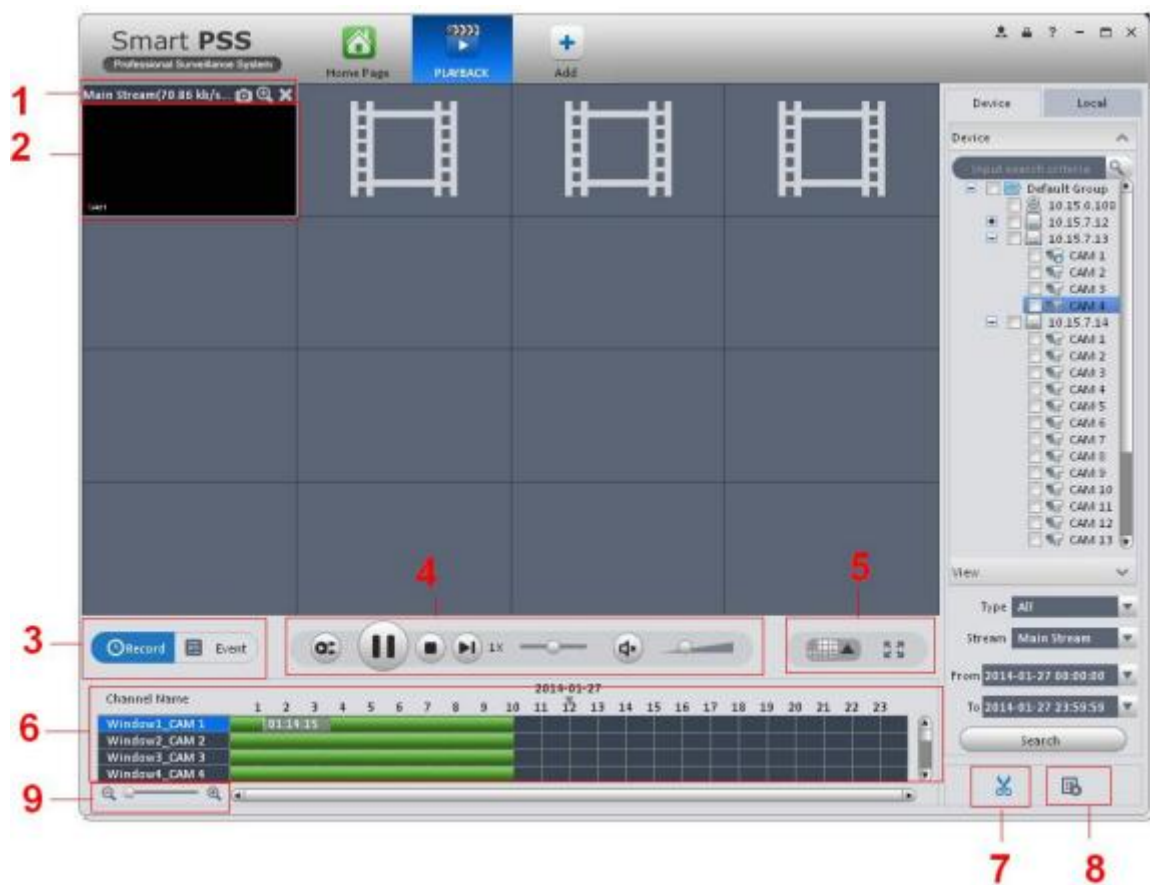 Smart PSS
Professional Surveillance System
Home Page
PLAYBACK
Add
1
Main Stream(70.86 kb/s...
2
Device
Local
Device
Input search criteria
Default Group
10.15.6.108
10.15.7.12
10.15.7.13
CAM 1
CAM 2
CAM 3
CAM 4
10.15.7.14
CAM 1
CAM 2
CAM 3
CAM 4
CAM 5
CAM 6
CAM 7
CAM 8
CAM 9
CAM 10
CAM 11
CAM 12
CAM 13
View
Type All
Stream Main Stream
From 2014-01-27 00:00:00
To 2014-01-27 23:59:59
Search
3
Record
Event
4
1X
5
6
Channel Name
2014-01-27
1 2 3 4 5 6 7 8 9 10 11 12 13 14 15 16 17 18 19 20 21 22 23
Window1_CAM 1
01:14:15
Window2_CAM 2
Window3_CAM 3
Window4_CAM 4
9
7
8